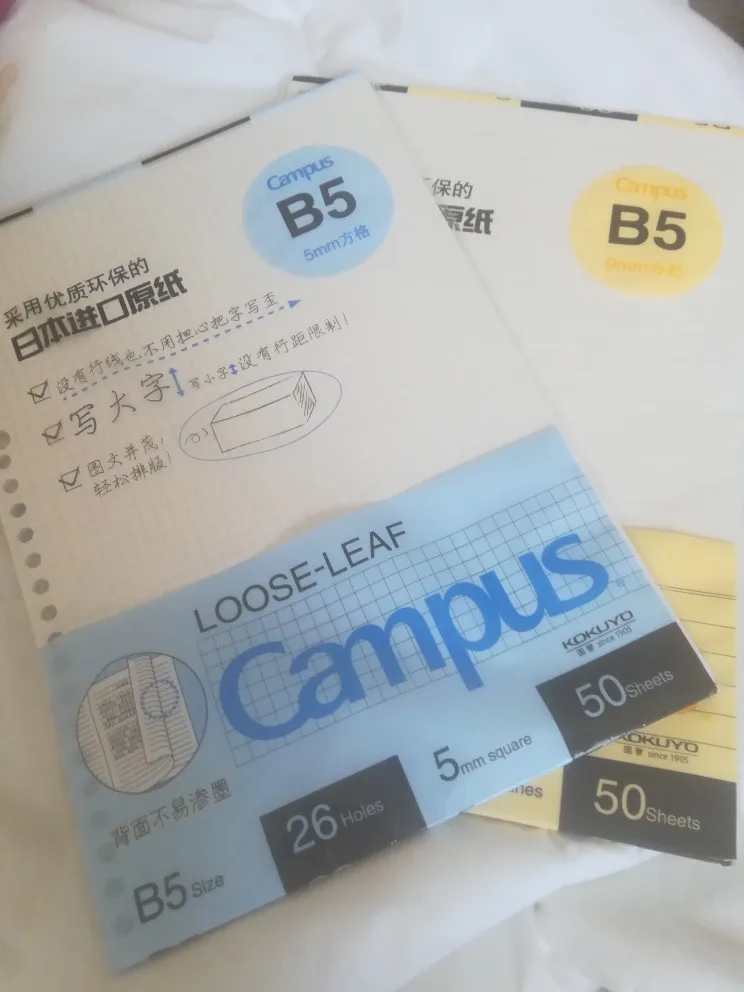 Campus
B5
5mm方格
采用优质环保的
日本进口原纸
没有行线也不用担心把字写歪
写大字 写小字 没有行距限制!
图文并茂,
轻松排版!
LOOSE-LEAF
Campus
KOKUYO
国誉 since 1905
50 Sheets
5mm square
26 Holes
背面不易渗墨
B5 Size
Campus
B5
保的
原纸
KOKUYO
国誉 since 1905
50 Sheets